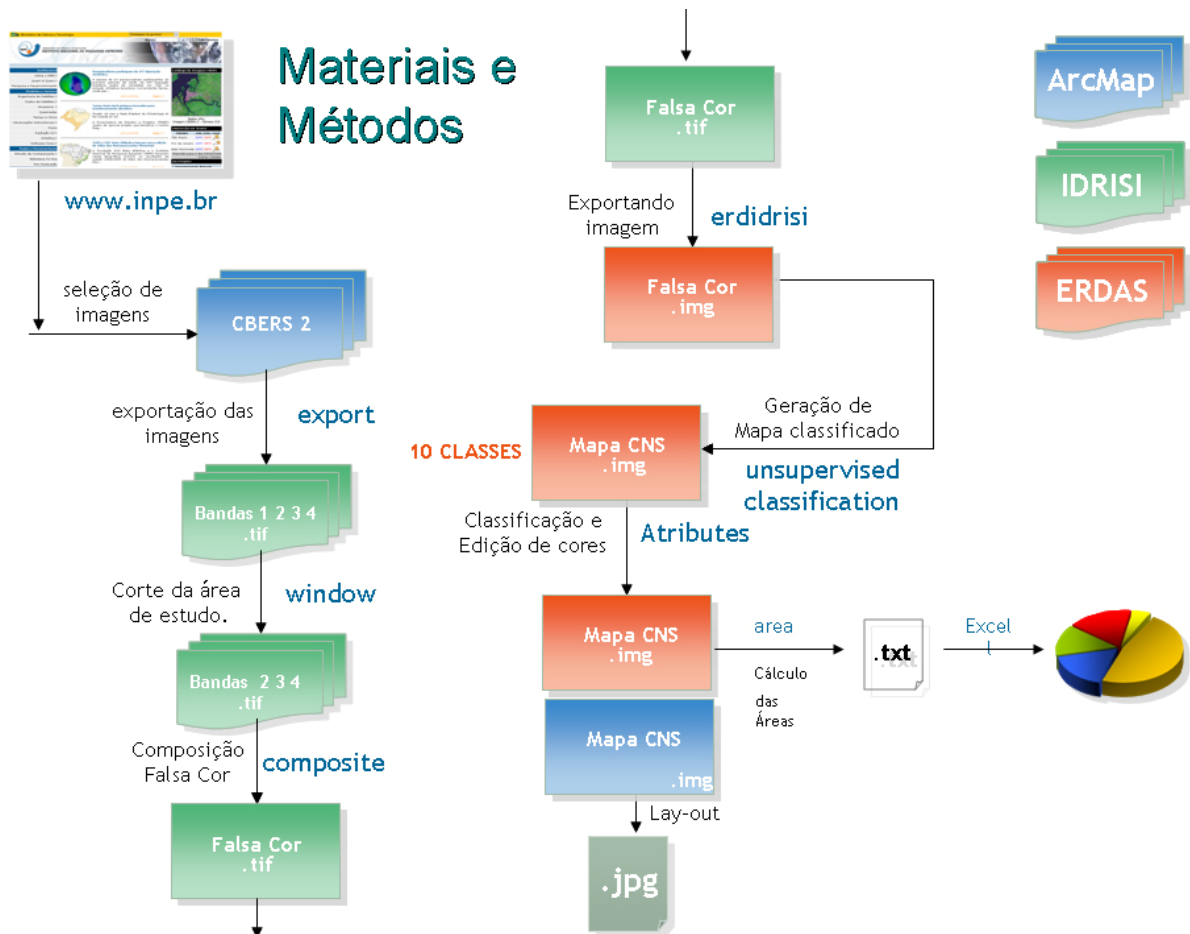 Materiais e
Métodos
www.inpe.br
seleção de
imagens
CBERS 2
exportação das
imagens
export
Bandas 1 2 3 4
.tif
Corte da área
de estudo.
window
Bandas 2 3 4
.tif
Composição
Falsa Cor
composite
Falsa Cor
.tif
Falsa Cor
.tif
Exportando
imagem
erdidrisi
Falsa Cor
.img
Geração de
Mapa classificado
unsupervised
classification
10 CLASSES
Mapa CNS
.img
Classificação e
Edição de cores
Atributes
Mapa CNS
.img
area
Cálculo
das
Áreas
.txt
Excel
Mapa CNS
.img
Lay-out
.jpg
ArcMap
IDRISI
ERDAS